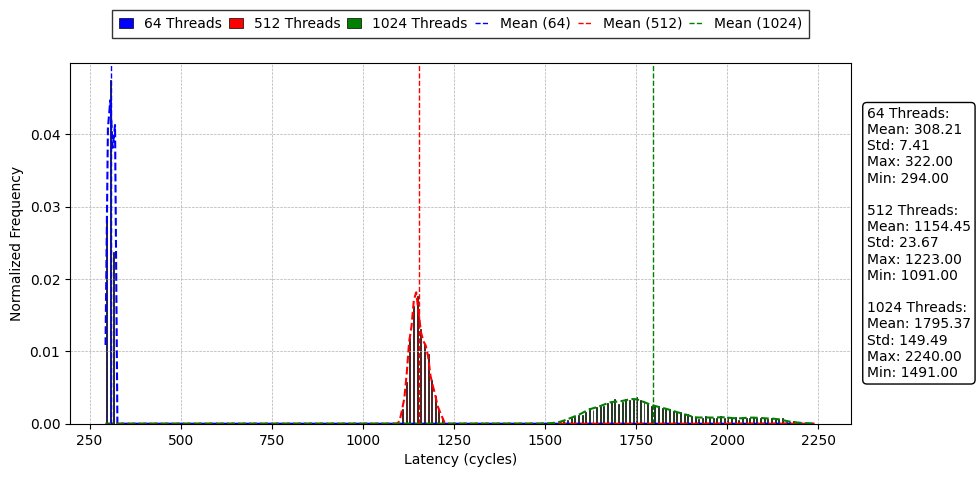 64 Threads 512 Threads 1024 Threads Mean (64) Mean (512) Mean (1024)
0.04
0.03
0.02
0.01
0.00
Normalized Frequency
250 500 750 1000 1250 1500 1750 2000 2250
Latency (cycles)
64 Threads:
Mean: 308.21
Std: 7.41
Max: 322.00
Min: 294.00
512 Threads:
Mean: 1154.45
Std: 23.67
Max: 1223.00
Min: 1091.00
1024 Threads:
Mean: 1795.37
Std: 149.49
Max: 2240.00
Min: 1491.00